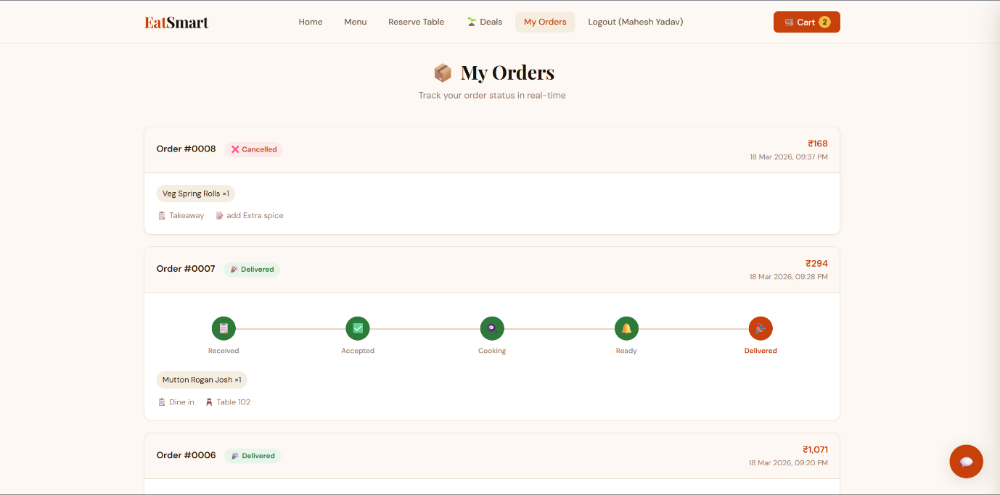 EatSmart
Home
Menu
Reserve Table
Deals
My Orders
Logout (Mahesh Yadav)
Cart 2
My Orders
Track your order status in real-time
Order #0008
Cancelled
₹168
18 Mar 2026, 09:37 PM
Veg Spring Rolls ×1
Takeaway
add Extra spice
Order #0007
Delivered
₹294
18 Mar 2026, 09:28 PM
Received
Accepted
Cooking
Ready
Delivered
Mutton Rogan Josh ×1
Dine in
Table 102
Order #0006
Delivered
₹1,071
18 Mar 2026, 09:20 PM